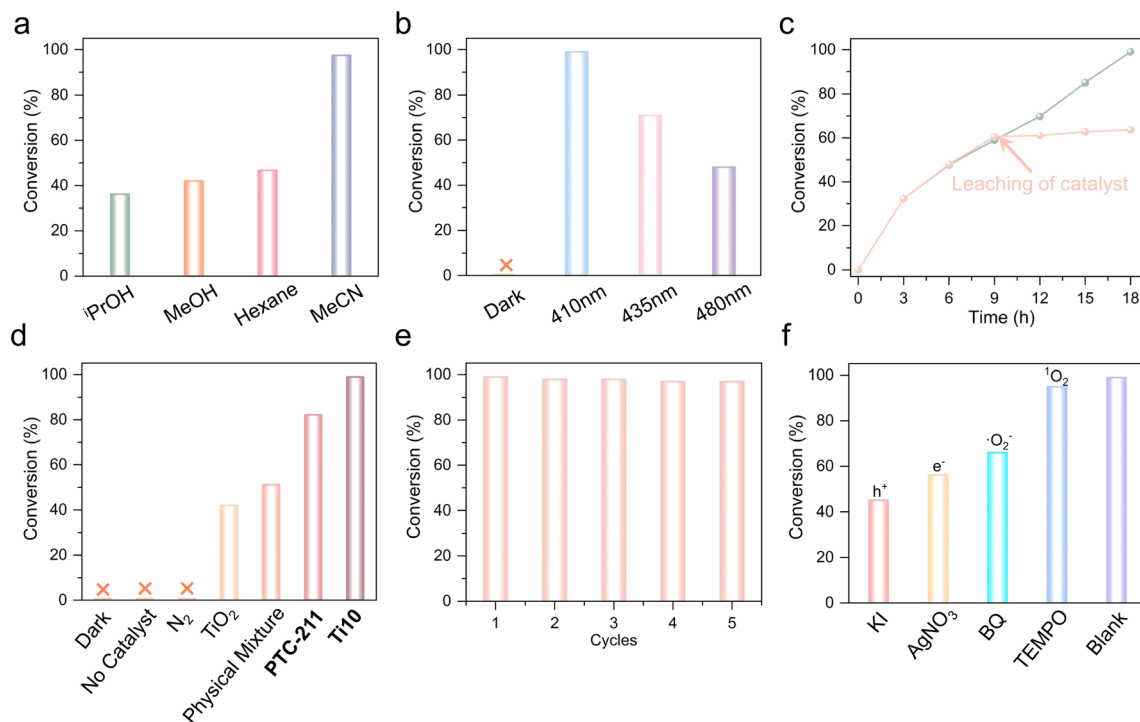 a
Conversion (%)
100
80
60
40
20
0
ⁱPrOH
MeOH
Hexane
MeCN
b
Conversion (%)
100
80
60
40
20
0
Dark
410nm
435nm
480nm
c
Conversion (%)
100
80
60
40
20
0
Leaching of catalyst
0 3 6 9 12 15 18
Time (h)
d
Conversion (%)
100
80
60
40
20
0
Dark
No Catalyst
N₂
TiO₂
Physical Mixture
PTC-211
Ti10
e
Conversion (%)
100
80
60
40
20
0
1 2 3 4 5
Cycles
f
Conversion (%)
100
80
60
40
20
0
h⁺
e⁻
·O₂⁻
¹O₂
KI
AgNO₃
BQ
TEMPO
Blank